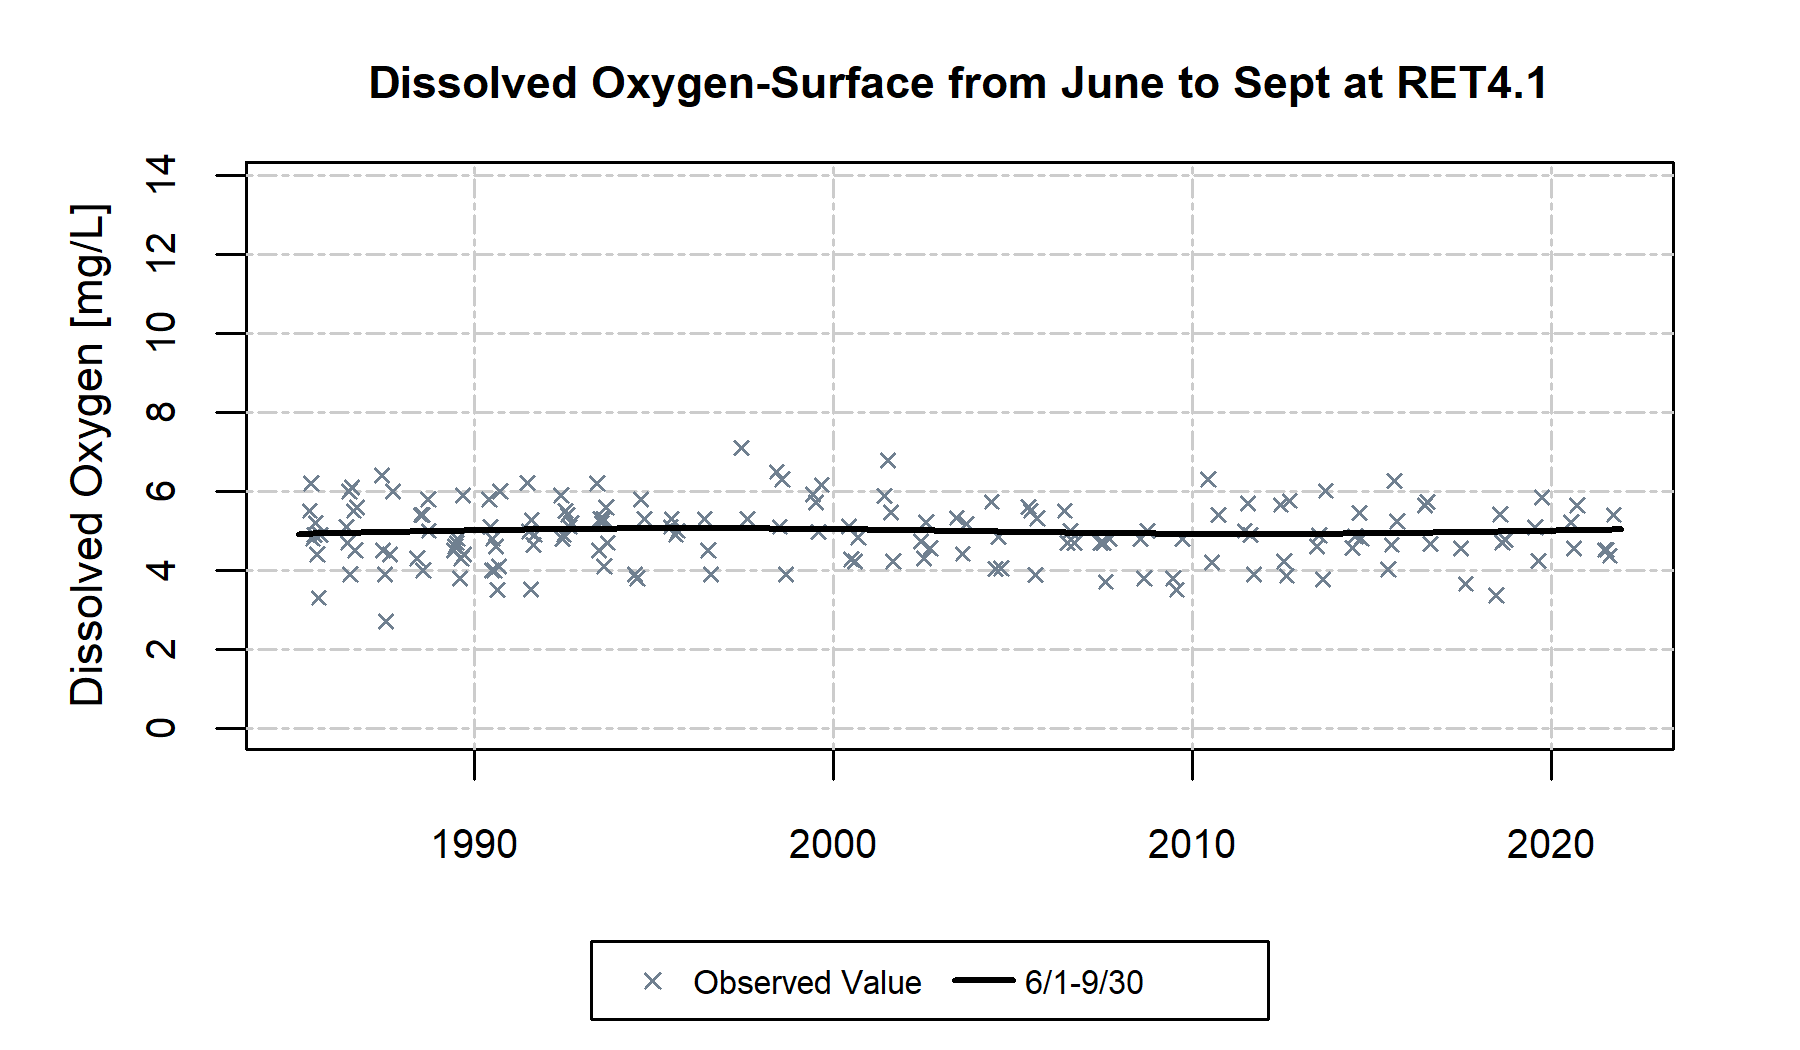 Dissolved Oxygen-Surface from June to Sept at RET4.1
Dissolved Oxygen [mg/L]
14
12
10
8
6
4
2
0
1990 2000 2010 2020
Observed Value 6/1-9/30